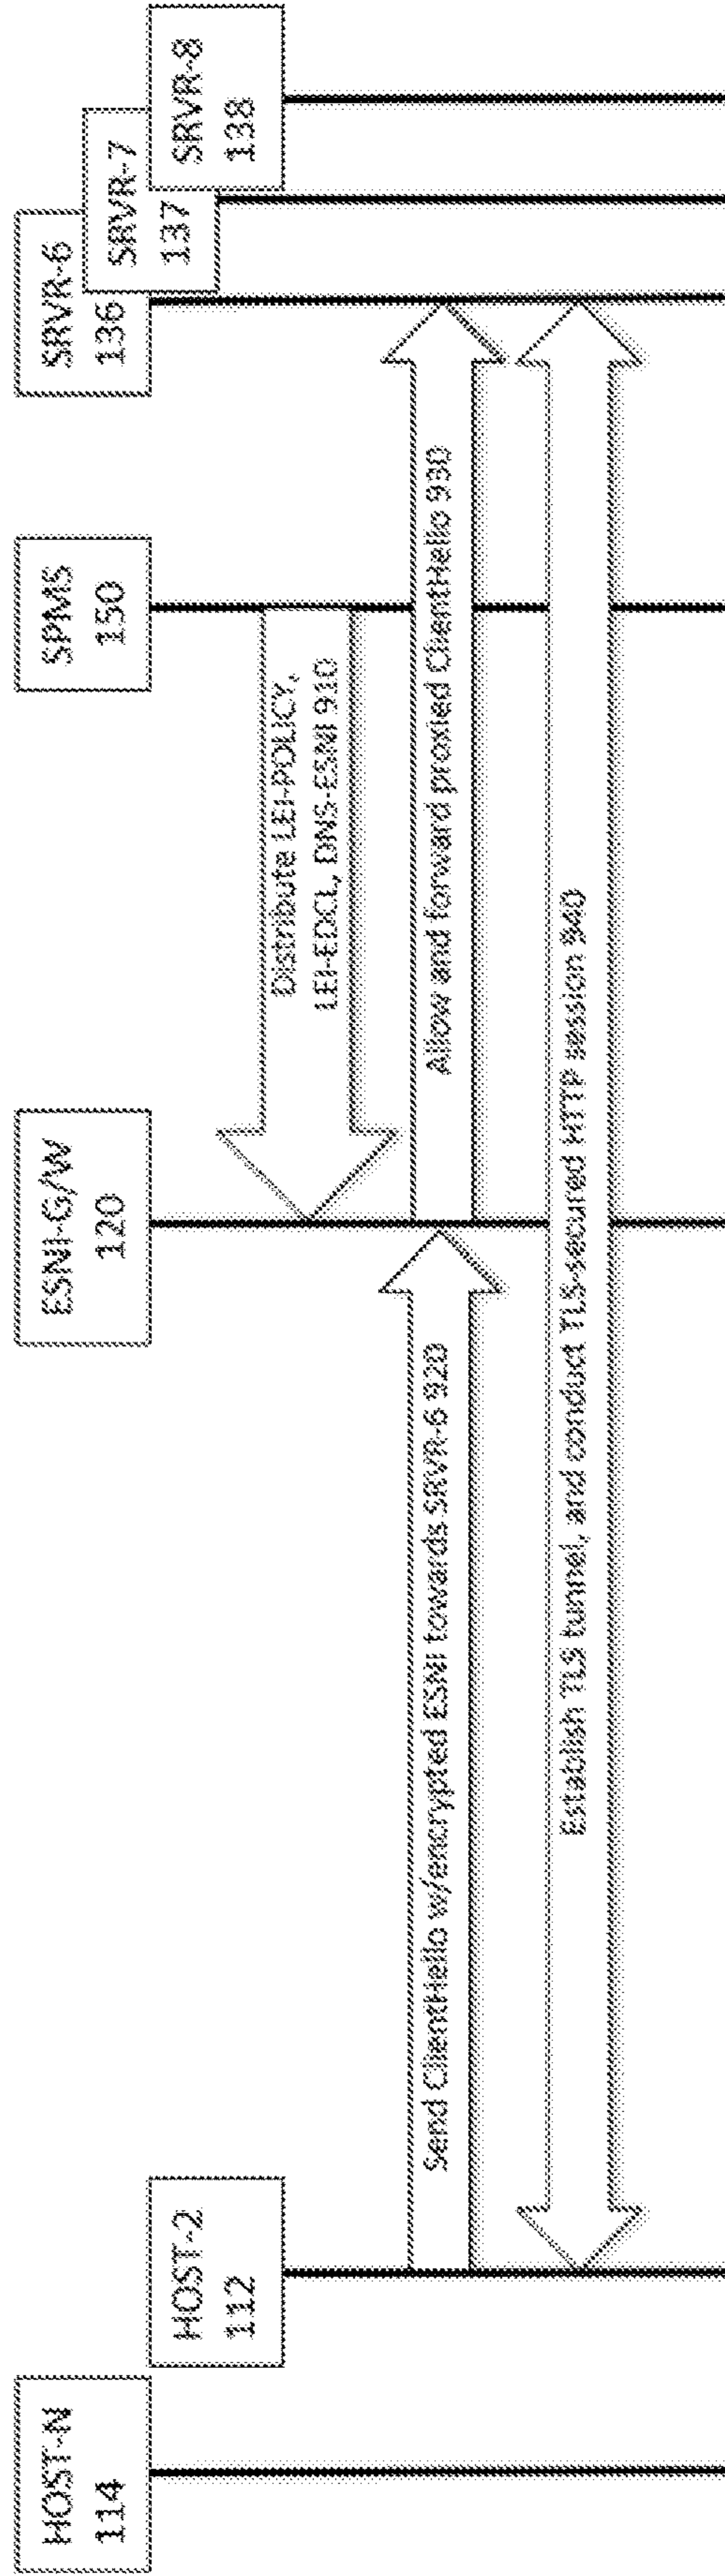 HOST-N
114
HOST-2
112
ESNI-G/W
120
SPMS
150
SRVR-6
136
SRVR-7
137
SRVR-8
138
Distribute LEI-POLICY,
LEI-EDCL, DNS-ESNI 910
Send ClientHello w/encrypted ESNI towards SRVR-6 920
Allow and forward proxied ClientHello 930
Establish TLS tunnel, and conduct TLS-secured HTTP session 940